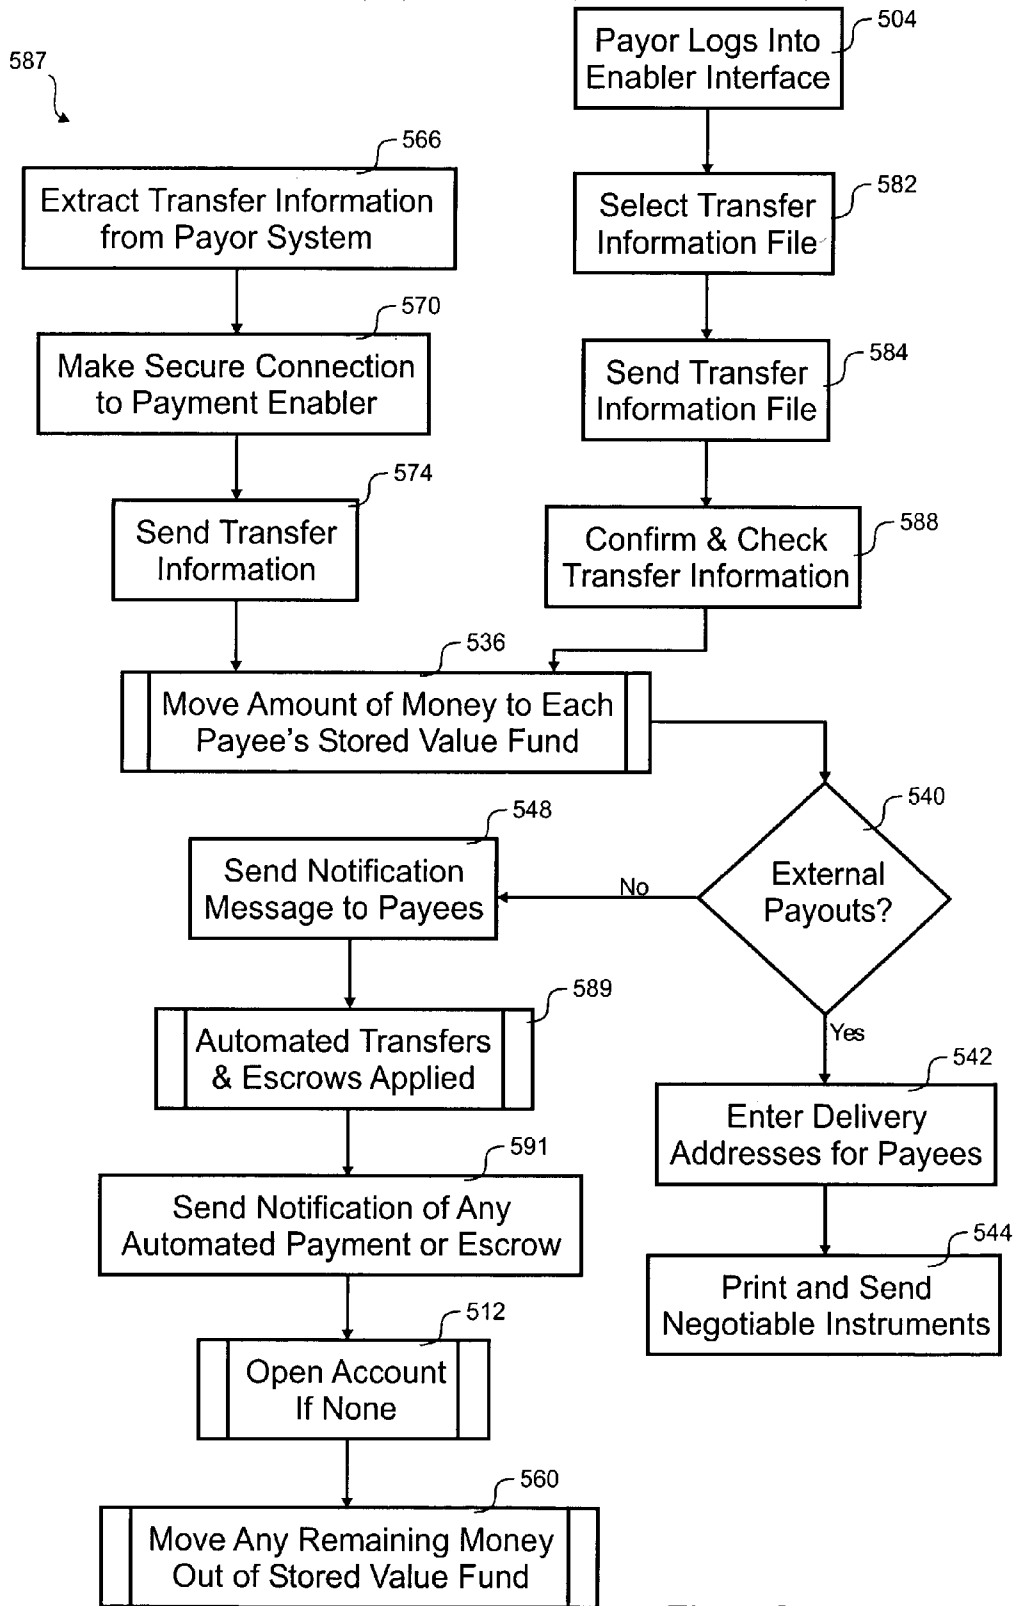 504
Payor Logs Into
Enabler Interface
587
566
Extract Transfer Information
from Payor System
582
Select Transfer
Information File
570
Make Secure Connection
to Payment Enabler
584
Send Transfer
Information File
574
Send Transfer
Information
588
Confirm & Check
Transfer Information
536
Move Amount of Money to Each
Payee's Stored Value Fund
540
External
Payouts?
548
Send Notification
Message to Payees
No
Yes
589
Automated Transfers
& Escrows Applied
542
Enter Delivery
Addresses for Payees
591
Send Notification of Any
Automated Payment or Escrow
544
Print and Send
Negotiable Instruments
512
Open Account
If None
560
Move Any Remaining Money
Out of Stored Value Fund